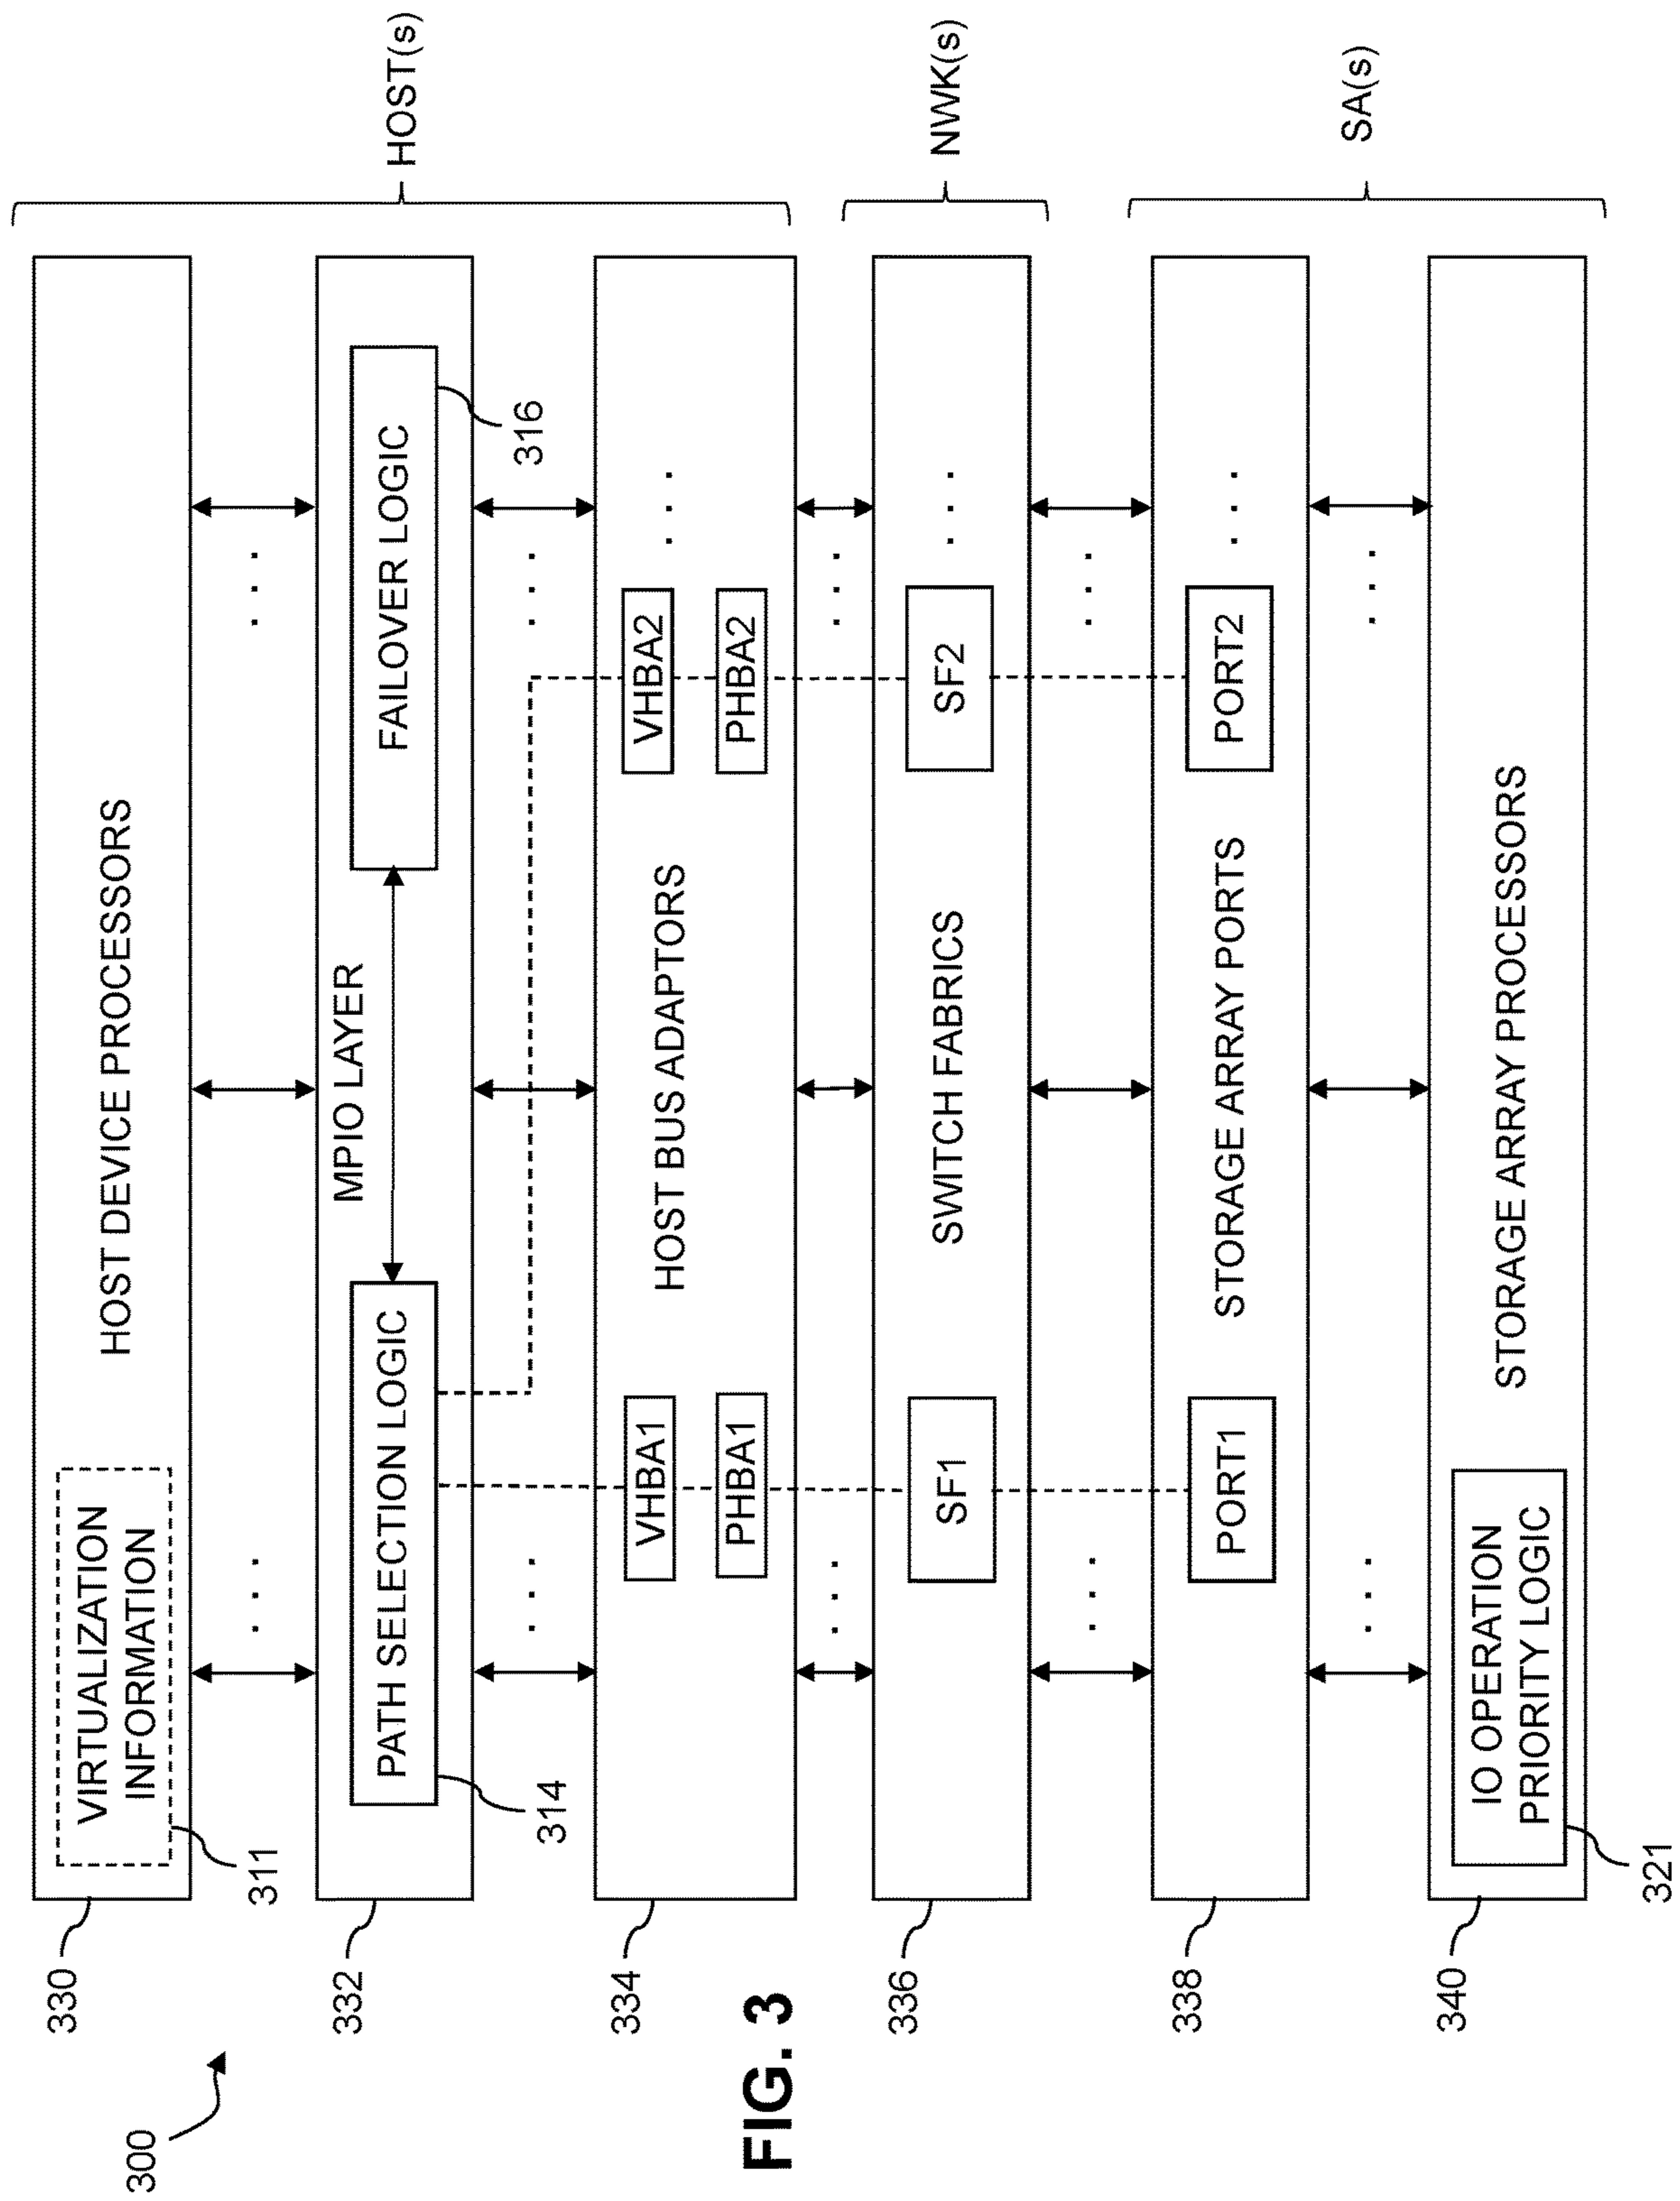 300
330
HOST DEVICE PROCESSORS
VIRTUALIZATION
INFORMATION
311
HOST(s)
332
MPIO LAYER
PATH SELECTION LOGIC
314
FAILOVER LOGIC
316
334
HOST BUS ADAPTORS
VHBA1
PHBA1
VHBA2
PHBA2
336
SWITCH FABRICS
SF1
SF2
NWK(s)
338
STORAGE ARRAY PORTS
PORT1
PORT2
SA(s)
340
STORAGE ARRAY PROCESSORS
IO OPERATION
PRIORITY LOGIC
321
FIG. 3